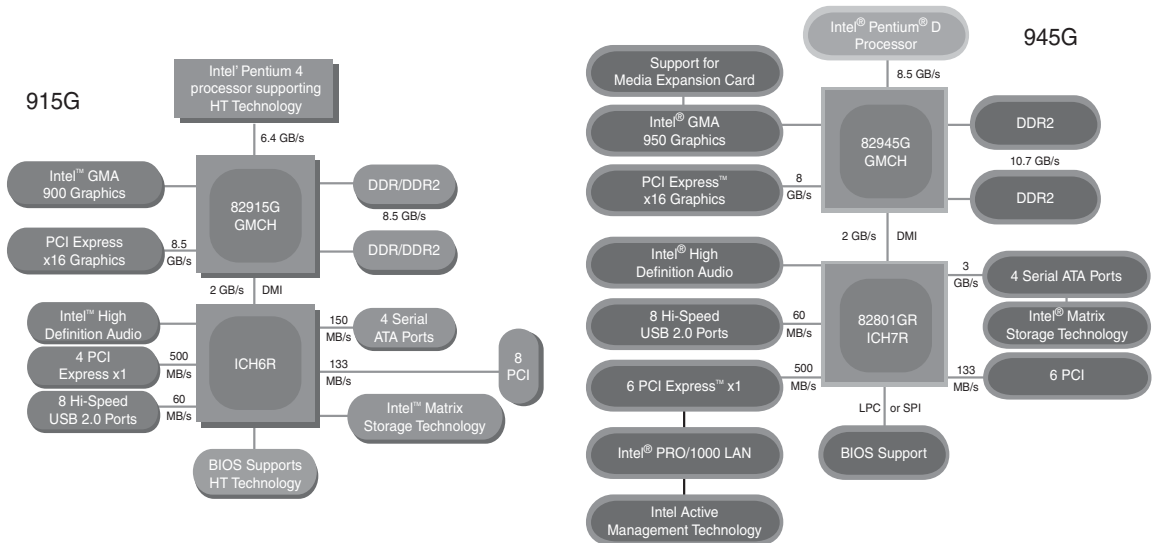 915G
Intel' Pentium 4
processor supporting
HT Technology
6.4 GB/s
Intel™ GMA
900 Graphics
82915G
GMCH
DDR/DDR2
8.5 GB/s
DDR/DDR2
PCI Express
x16 Graphics
8.5
GB/s
2 GB/s
DMI
Intel™ High
Definition Audio
ICH6R
150
MB/s
4 Serial
ATA Ports
4 PCI
Express x1
500
MB/s
133
MB/s
8
PCI
8 Hi-Speed
USB 2.0 Ports
60
MB/s
Intel™ Matrix
Storage Technology
BIOS Supports
HT Technology
945G
Intel® Pentium® D
Processor
8.5 GB/s
Support for
Media Expansion Card
Intel® GMA
950 Graphics
82945G
GMCH
DDR2
10.7 GB/s
DDR2
PCI Express™
x16 Graphics
8
GB/s
2 GB/s
DMI
Intel® High
Definition Audio
82801GR
ICH7R
3
GB/s
4 Serial ATA Ports
Intel® Matrix
Storage Technology
8 Hi-Speed
USB 2.0 Ports
60
MB/s
6 PCI Express™ x1
500
MB/s
133
MB/s
6 PCI
LPC or SPI
BIOS Support
Intel® PRO/1000 LAN
Intel Active
Management Technology